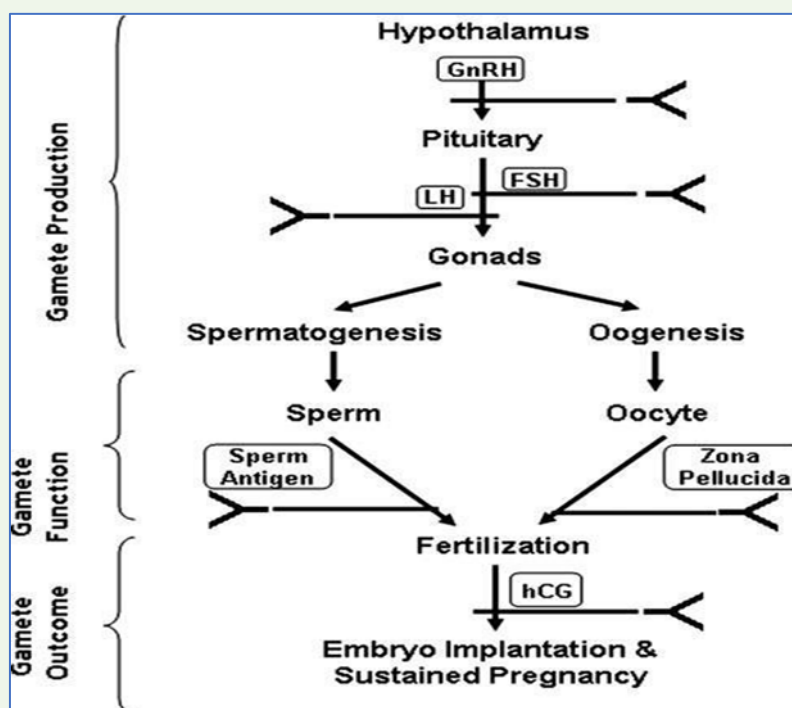 Hypothalamus
GnRH
Pituitary
LH
FSH
Gonads
Spermatogenesis
Oogenesis
Sperm
Oocyte
Sperm
Antigen
Zona
Pellucida
Fertilization
hCG
Embryo Implantation &
Sustained Pregnancy
Gamete Production
Gamete
Function
Gamete
Outcome